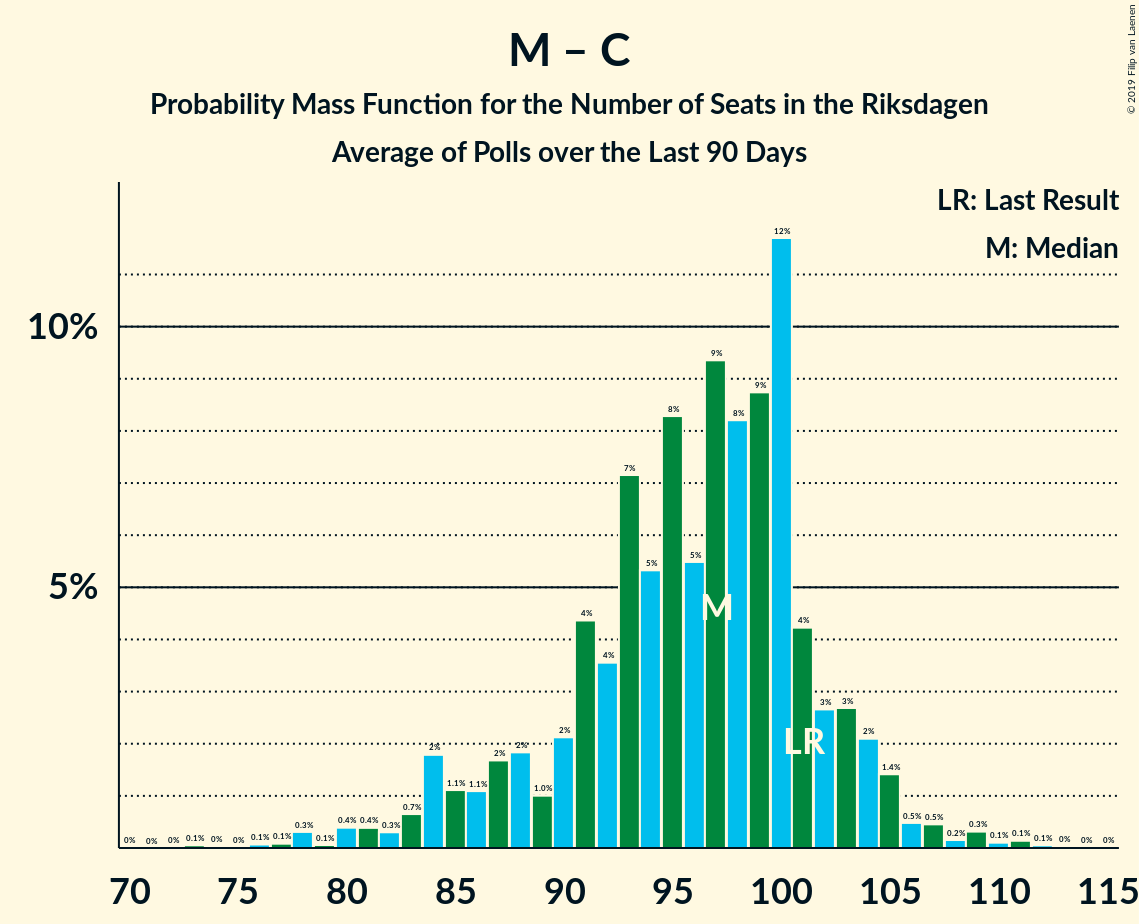 © 2019 Filip van Laenen
M – C
Probability Mass Function for the Number of Seats in the Riksdagen
Average of Polls over the Last 90 Days
LR: Last Result
M: Median
10%
5%
0% 0% 0% 0.1% 0% 0% 0.1% 0.1% 0.3% 0.1% 0.4% 0.4% 0.3% 0.7% 2% 1.1% 1.1% 2% 2% 1.0% 2% 4% 4% 7% 5% 8% 5% 9% 8% 9% 12% 4% 3% 3% 2% 1.4% 0.5% 0.5% 0.2% 0.3% 0.1% 0.1% 0.1% 0% 0% 0%
M
LR
70 75 80 85 90 95 100 105 110 115